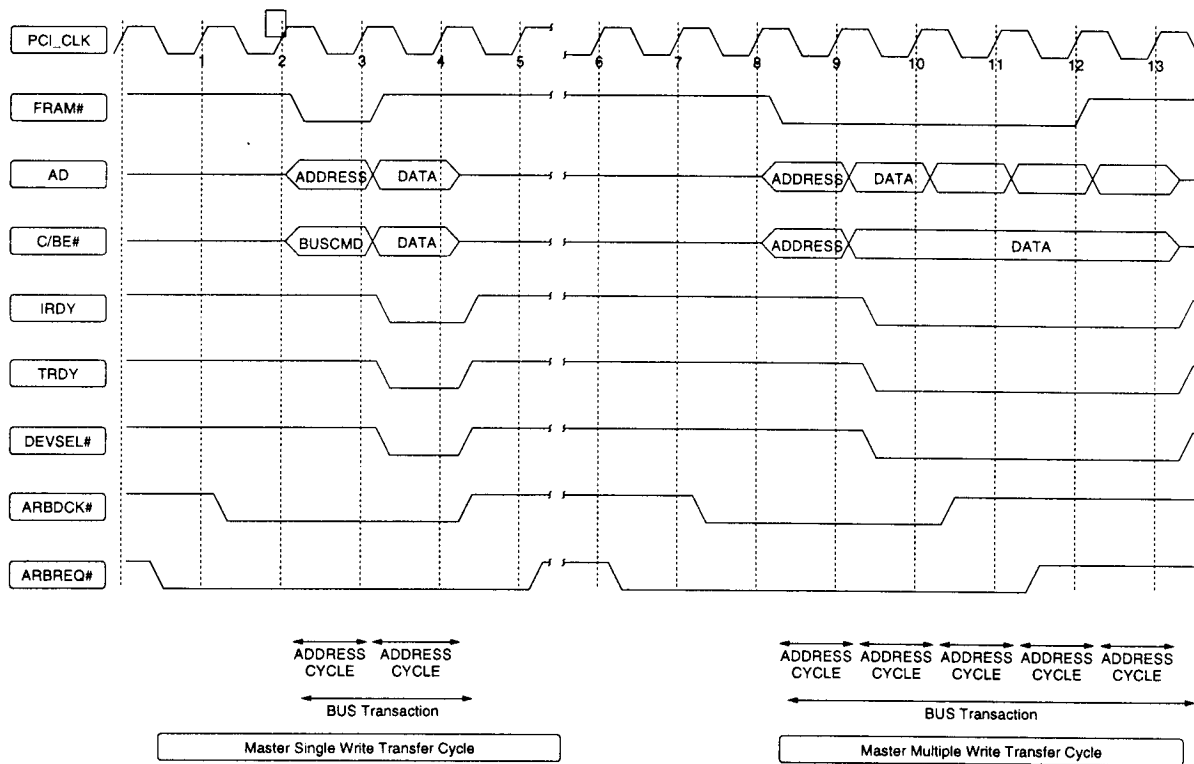 PCI_CLK
1 2 3 4 5 6 7 8 9 10 11 12 13
FRAM#
AD
ADDRESS DATA ADDRESS DATA
C/BE#
BUSCMD DATA ADDRESS DATA
IRDY
TRDY
DEVSEL#
ARBDCK#
ARBREQ#
ADDRESS CYCLE
ADDRESS CYCLE
BUS Transaction
Master Single Write Transfer Cycle
ADDRESS CYCLE
ADDRESS CYCLE
ADDRESS CYCLE
ADDRESS CYCLE
ADDRESS CYCLE
BUS Transaction
Master Multiple Write Transfer Cycle